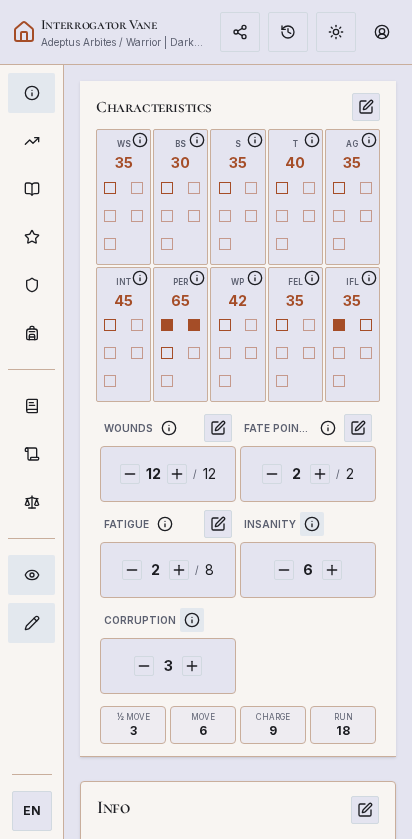 Interrogator Vane
Adeptus Arbites / Warrior | Dark...
Characteristics
WS BS S T AG
35 30 35 40 35
INT PER WP FEL IFL
45 65 42 35 35
WOUNDS FATE POIN...
− 12 + / 12 − 2 + / 2
FATIGUE INSANITY
− 2 + / 8 − 6 +
CORRUPTION
− 3 +
½ MOVE MOVE CHARGE RUN
3 6 9 18
Info
EN